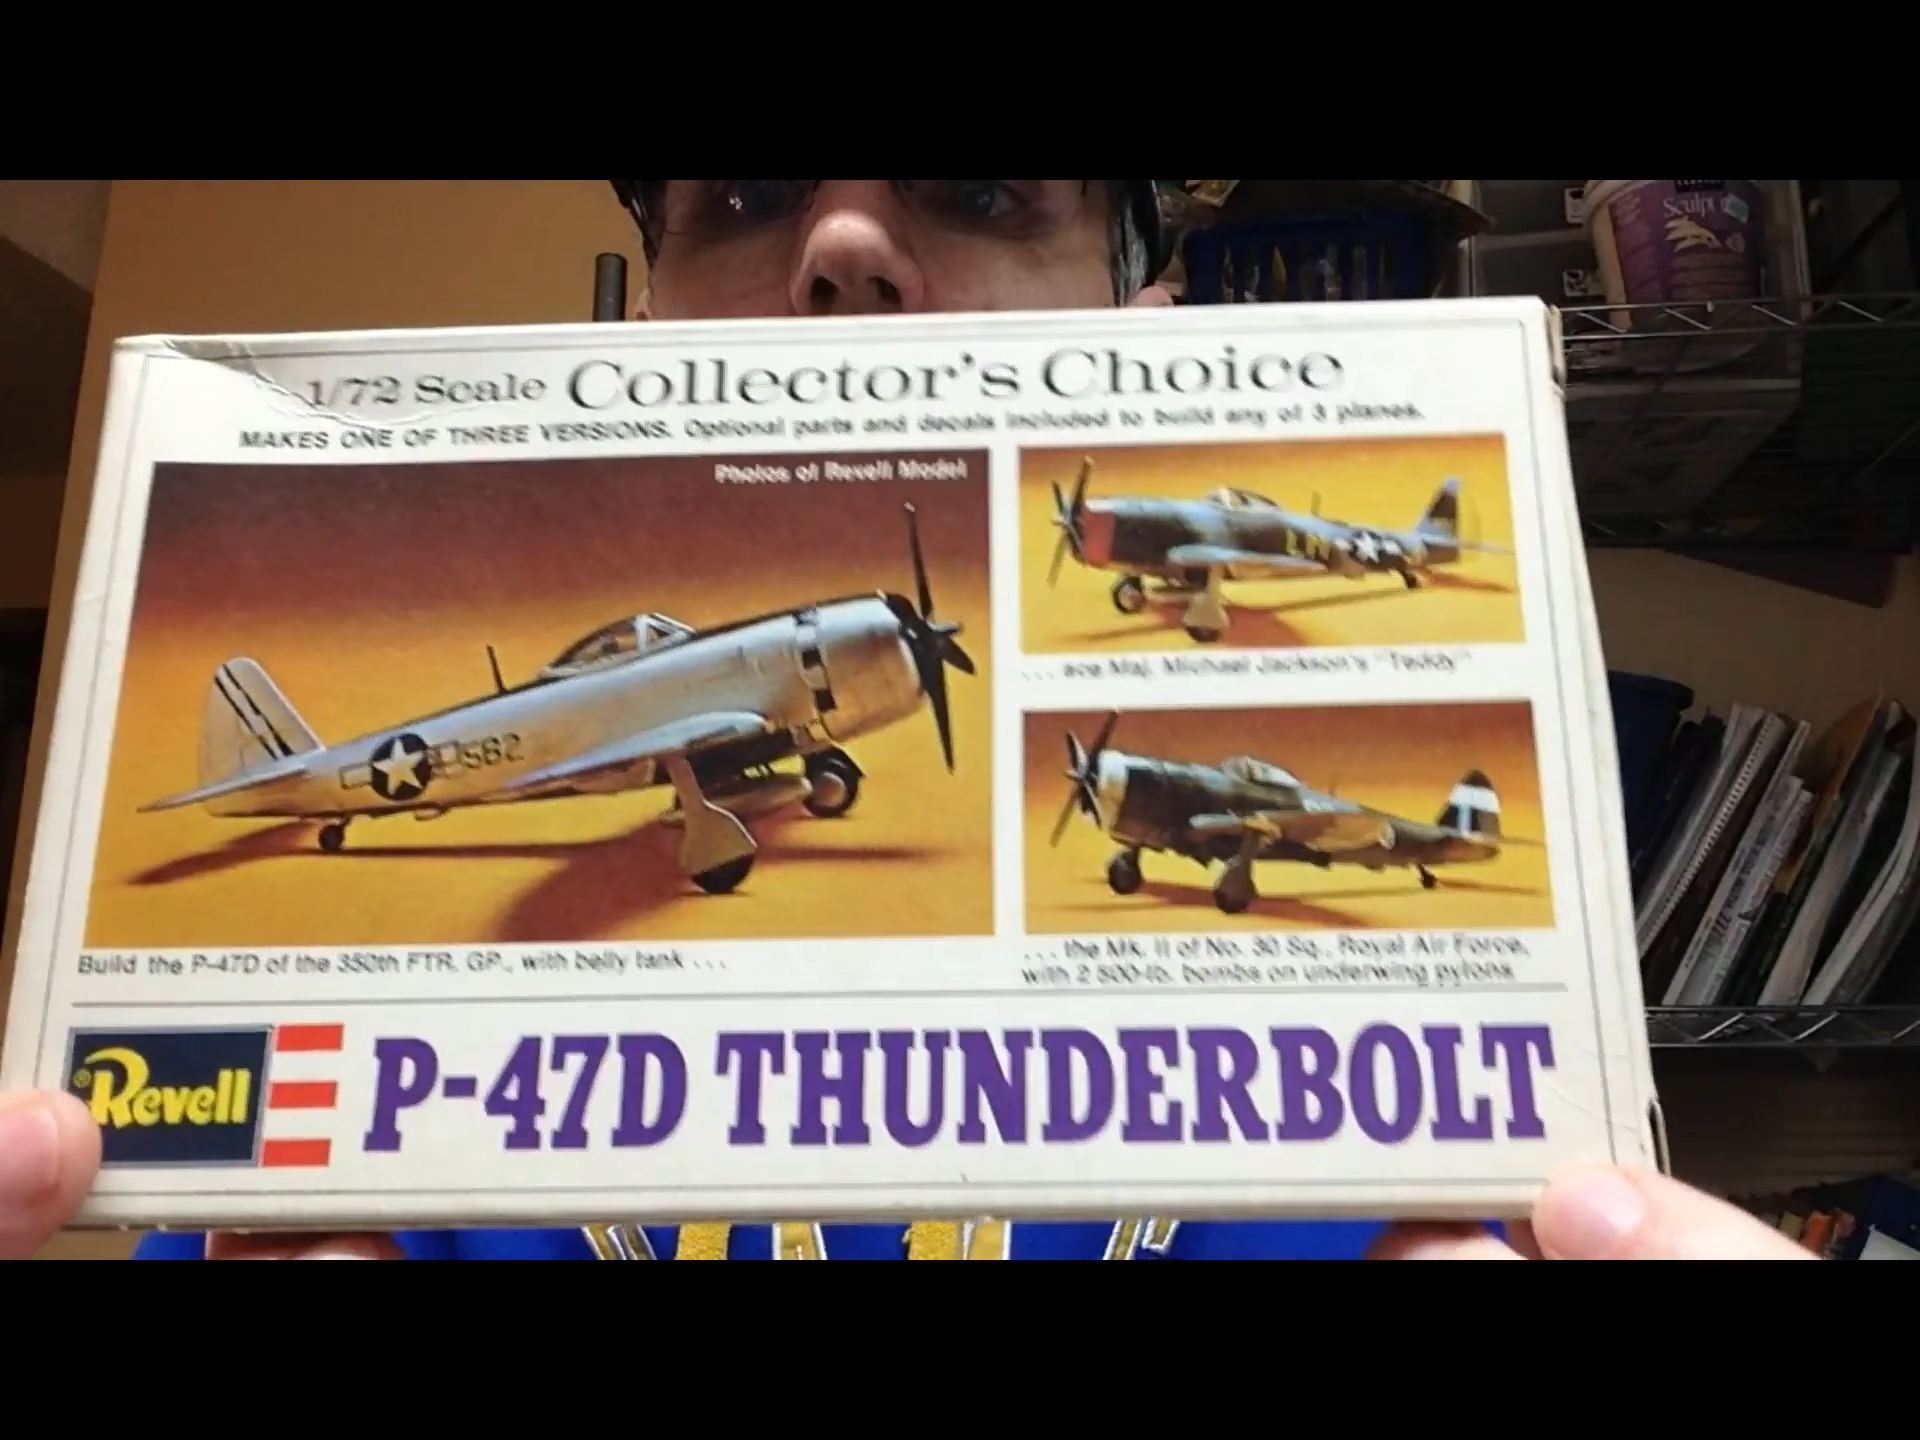 1/72 Scale Collector's Choice
MAKES ONE OF THREE VERSIONS. Optional parts and decals included to build any of 3 planes.
Photos of Revell Model
582
... ace Maj. Michael Jackson's "Teddy"
Build the P-47D of the 350th FTR. GP., with belly tank ...
... the Mk. II of No. 30 Sq., Royal Air Force,
with 2 500-lb. bombs on underwing pylons
®Revell
P-47D THUNDERBOLT
Sculpt